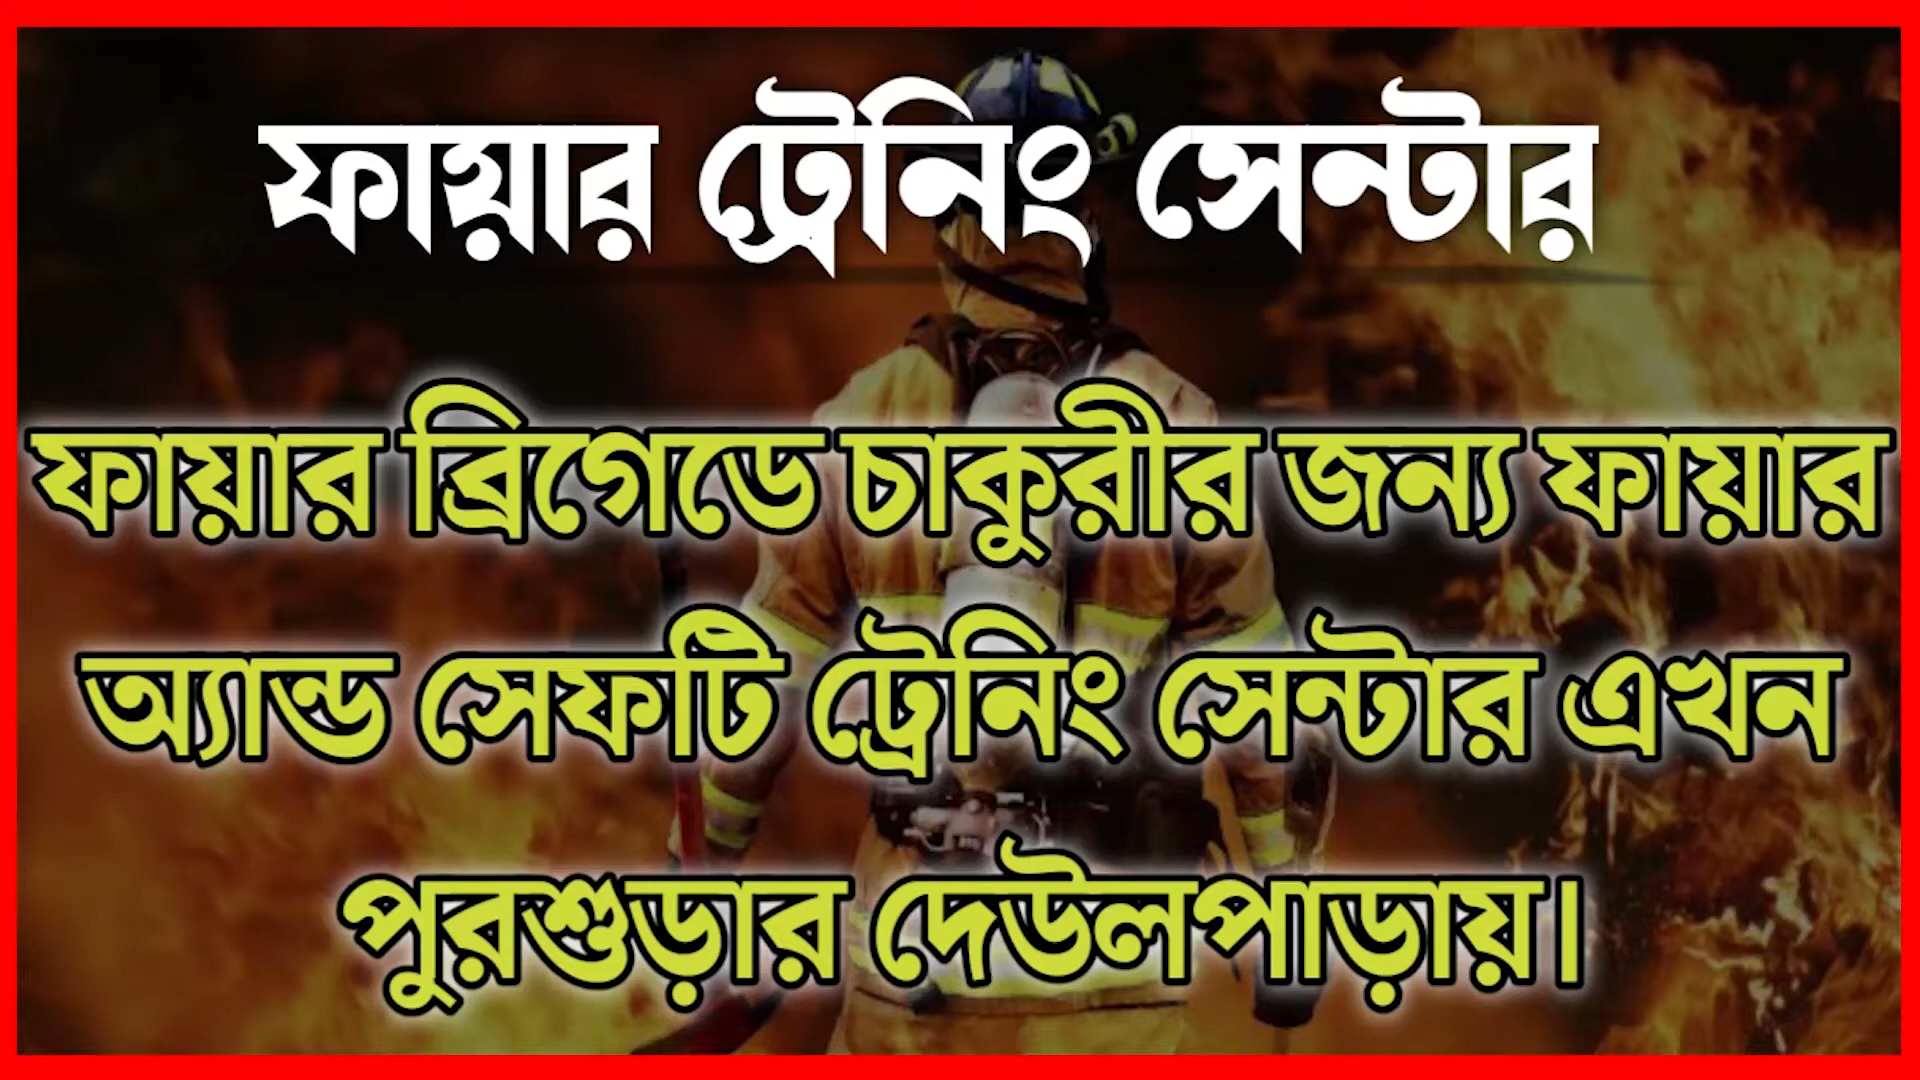 ফায়ার ট্রেনিং সেন্টার
ফায়ার ব্রিগেডে চাকুরীর জন্য ফায়ার
অ্যান্ড সেফটি ট্রেনিং সেন্টার এখন
পুরশুড়ার দেউলপাড়ায়।